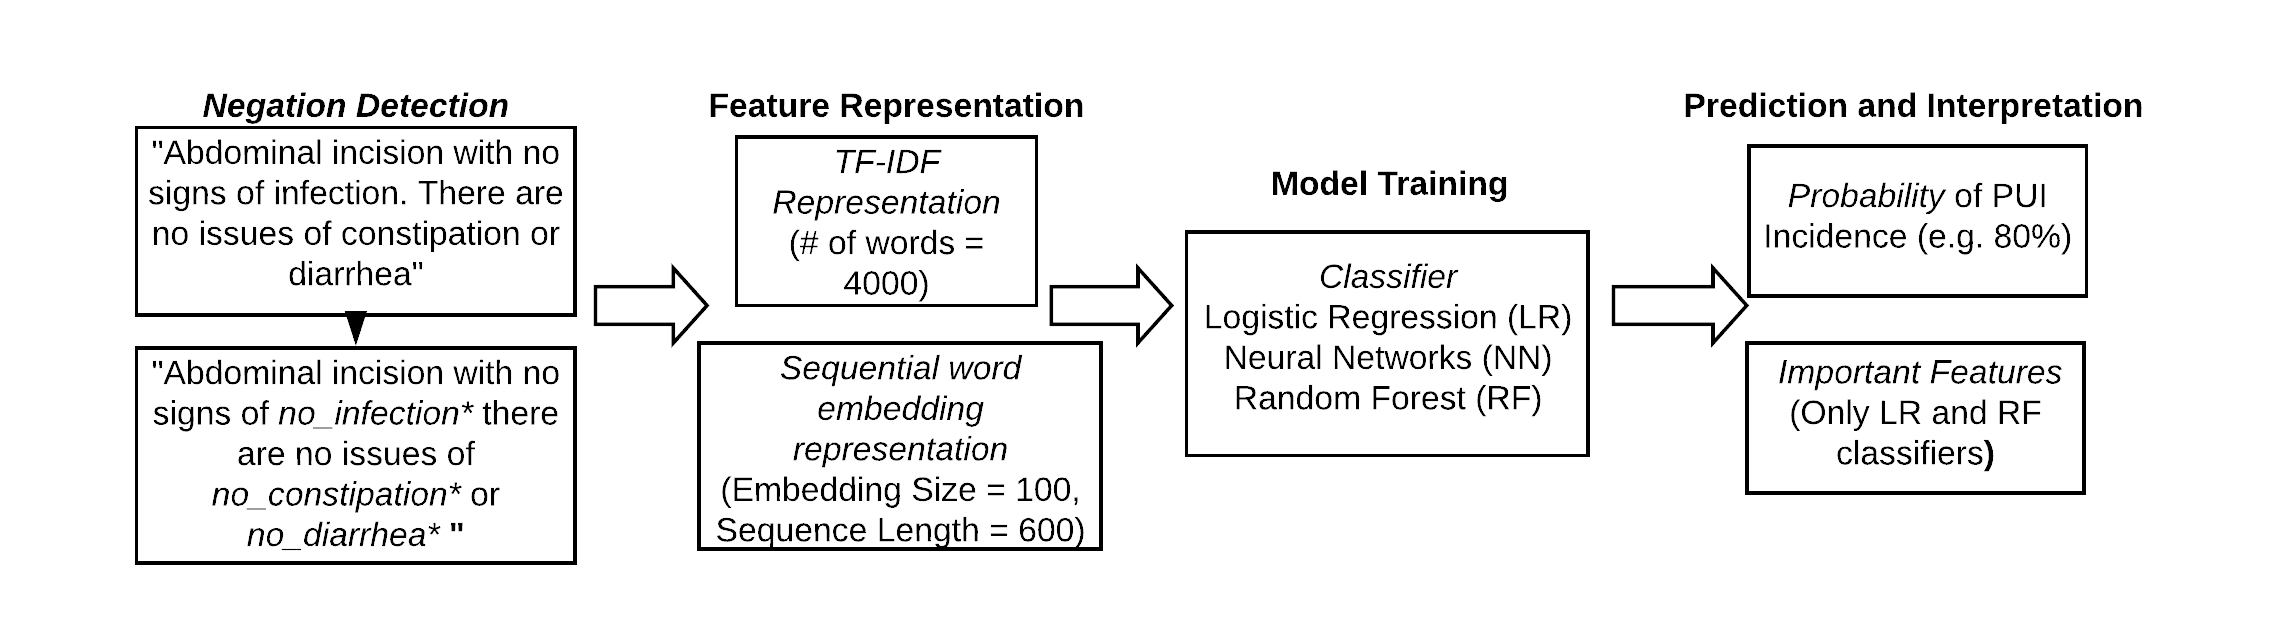 Negation Detection
"Abdominal incision with no
signs of infection. There are
no issues of constipation or
diarrhea"
"Abdominal incision with no
signs of no_infection* there
are no issues of
no_constipation* or
no_diarrhea* "
Feature Representation
TF-IDF
Representation
(# of words =
4000)
Sequential word
embedding
representation
(Embedding Size = 100,
Sequence Length = 600)
Model Training
Classifier
Logistic Regression (LR)
Neural Networks (NN)
Random Forest (RF)
Prediction and Interpretation
Probability of PUI
Incidence (e.g. 80%)
Important Features
(Only LR and RF
classifiers)